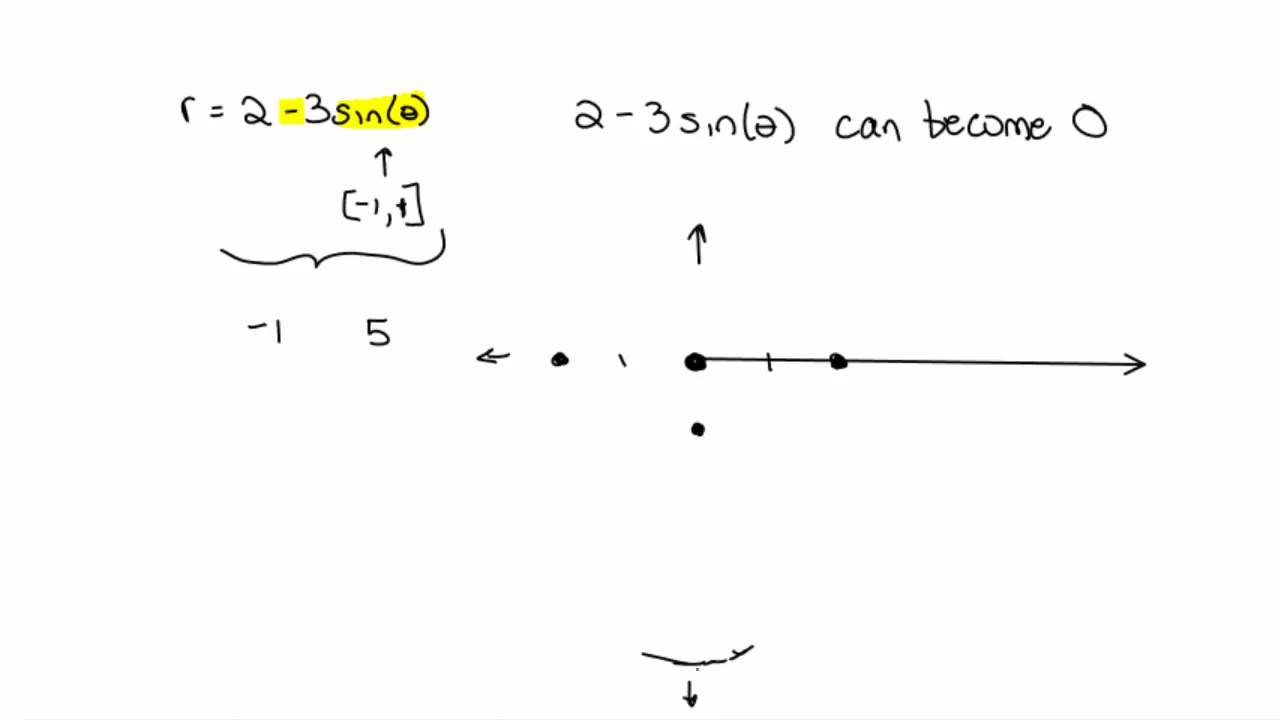 r = 2 -3sin(θ)
2 - 3sin(θ) can become 0
[-1,1]
-1 5